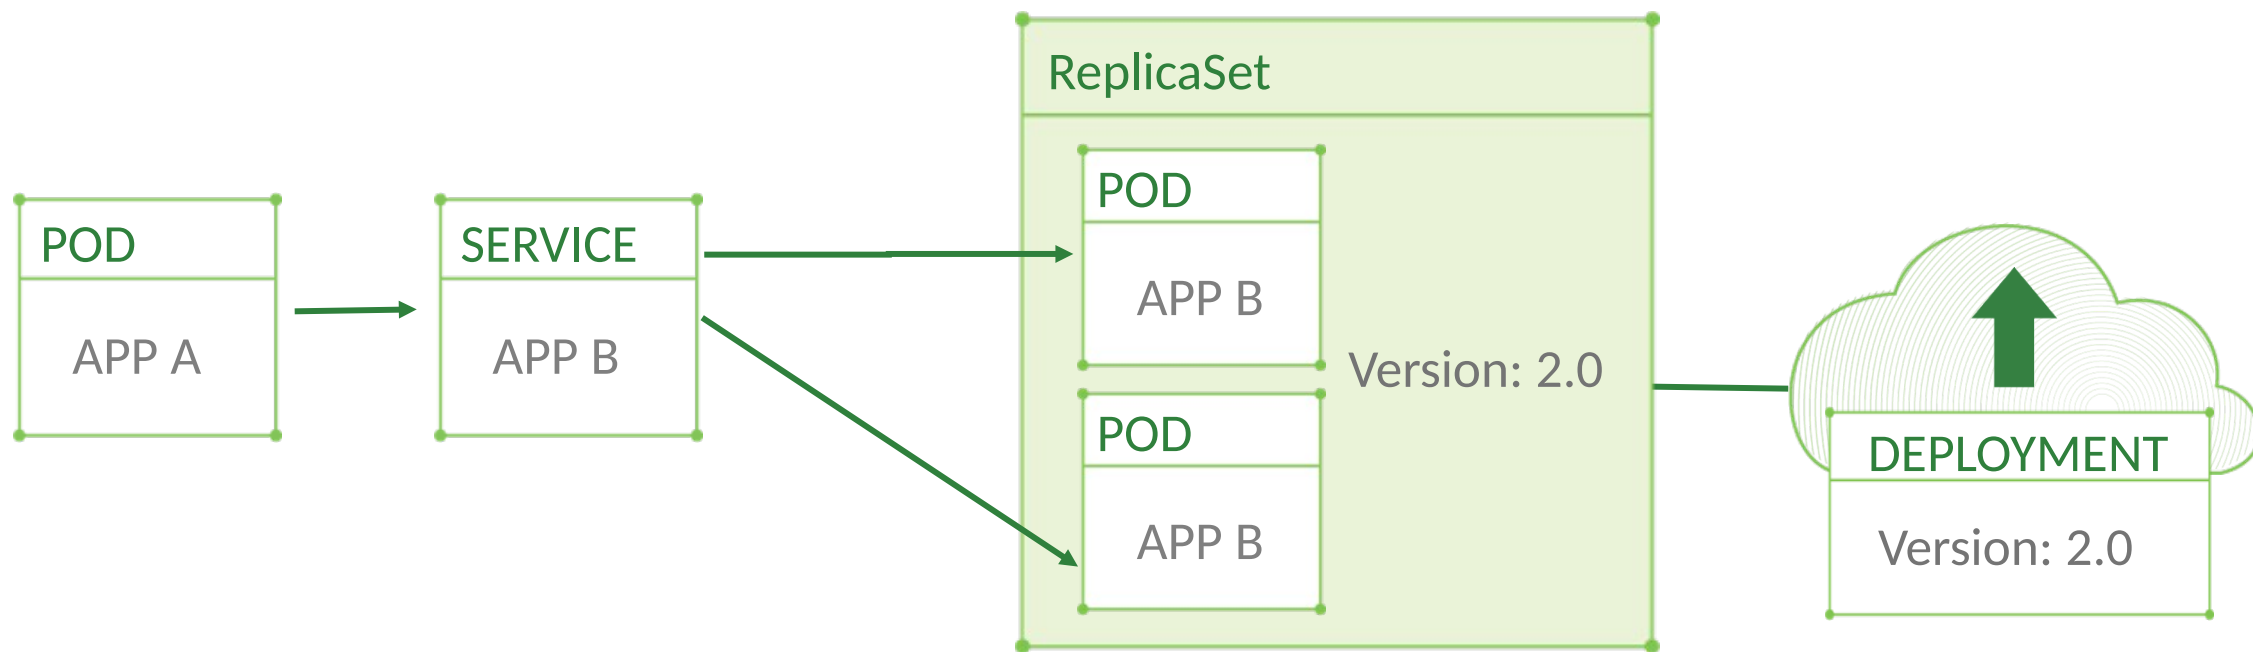 POD
APP A
SERVICE
APP B
ReplicaSet
POD
APP B
POD
APP B
Version: 2.0
DEPLOYMENT
Version: 2.0